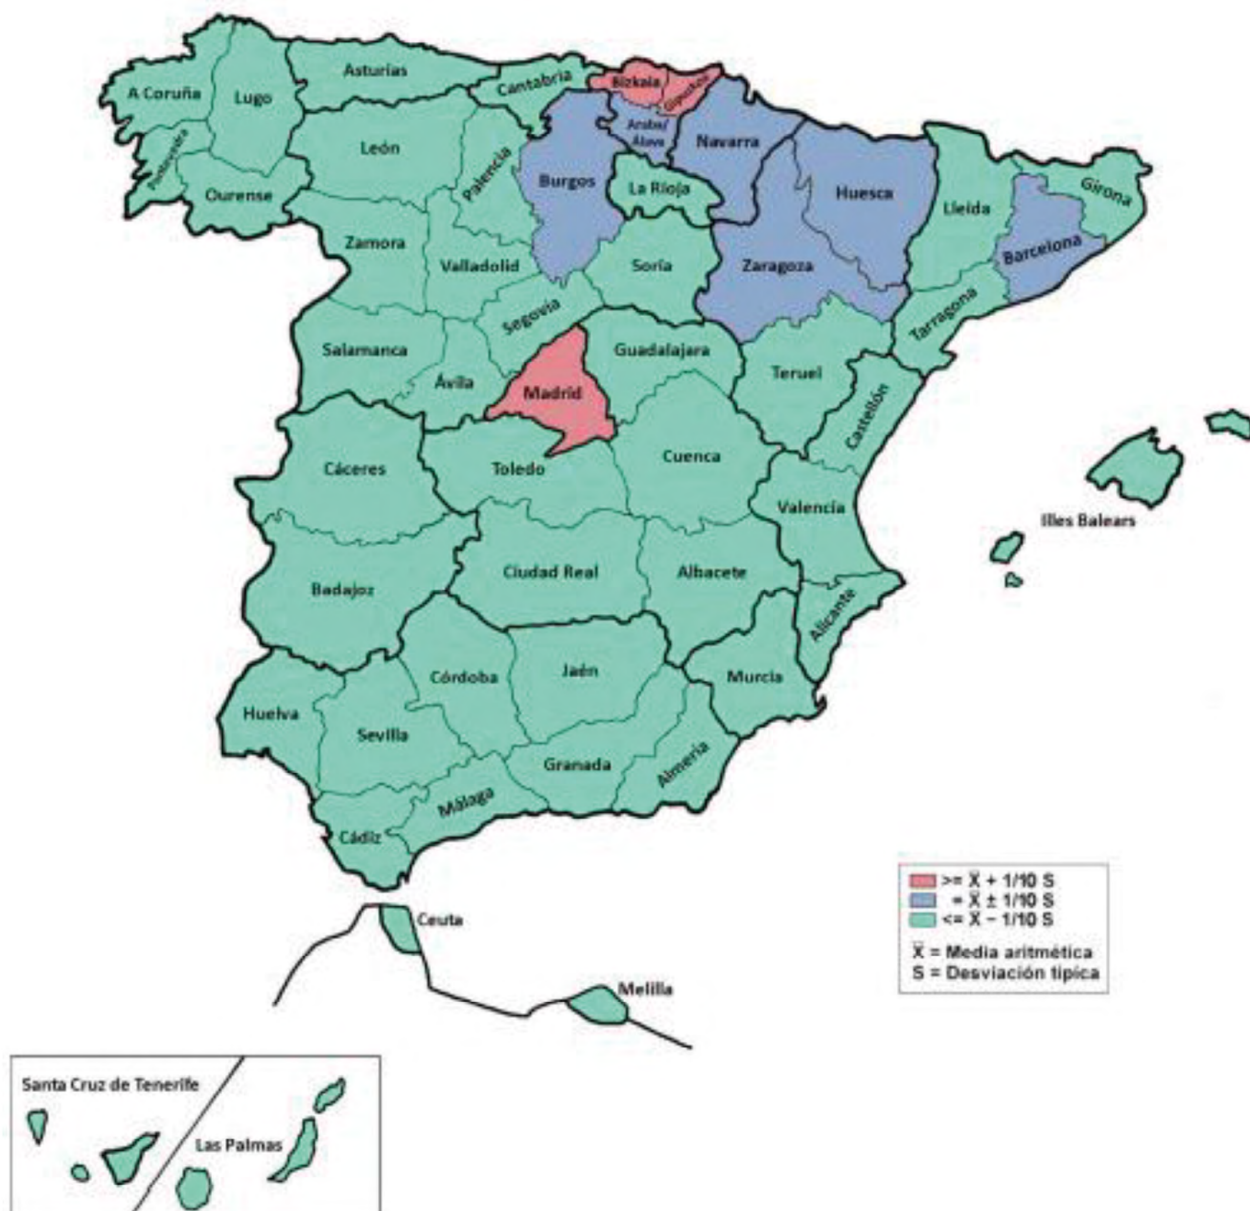 Asturias
Cantabria
Bizkaia
Gipuzkoa
A Coruña
Lugo
Araba/
Álava
Navarra
León
Pontevedra
Palencia
Burgos
La Rioja
Huesca
Girona
Ourense
Lleida
Zamora
Barcelona
Valladolid
Soria
Zaragoza
Segovia
Tarragona
Salamanca
Guadalajara
Ávila
Teruel
Madrid
Castellón
Cáceres
Toledo
Cuenca
Valencia
Illes Balears
Ciudad Real
Albacete
Badajoz
Alicante
Córdoba
Jaén
Murcia
Huelva
Sevilla
Granada
Almería
Málaga
Cádiz
>= X̄ + 1/10 S
= X̄ ± 1/10 S
<= X̄ − 1/10 S
X̄ = Media aritmética
S = Desviación típica
Ceuta
Melilla
Santa Cruz de Tenerife
Las Palmas